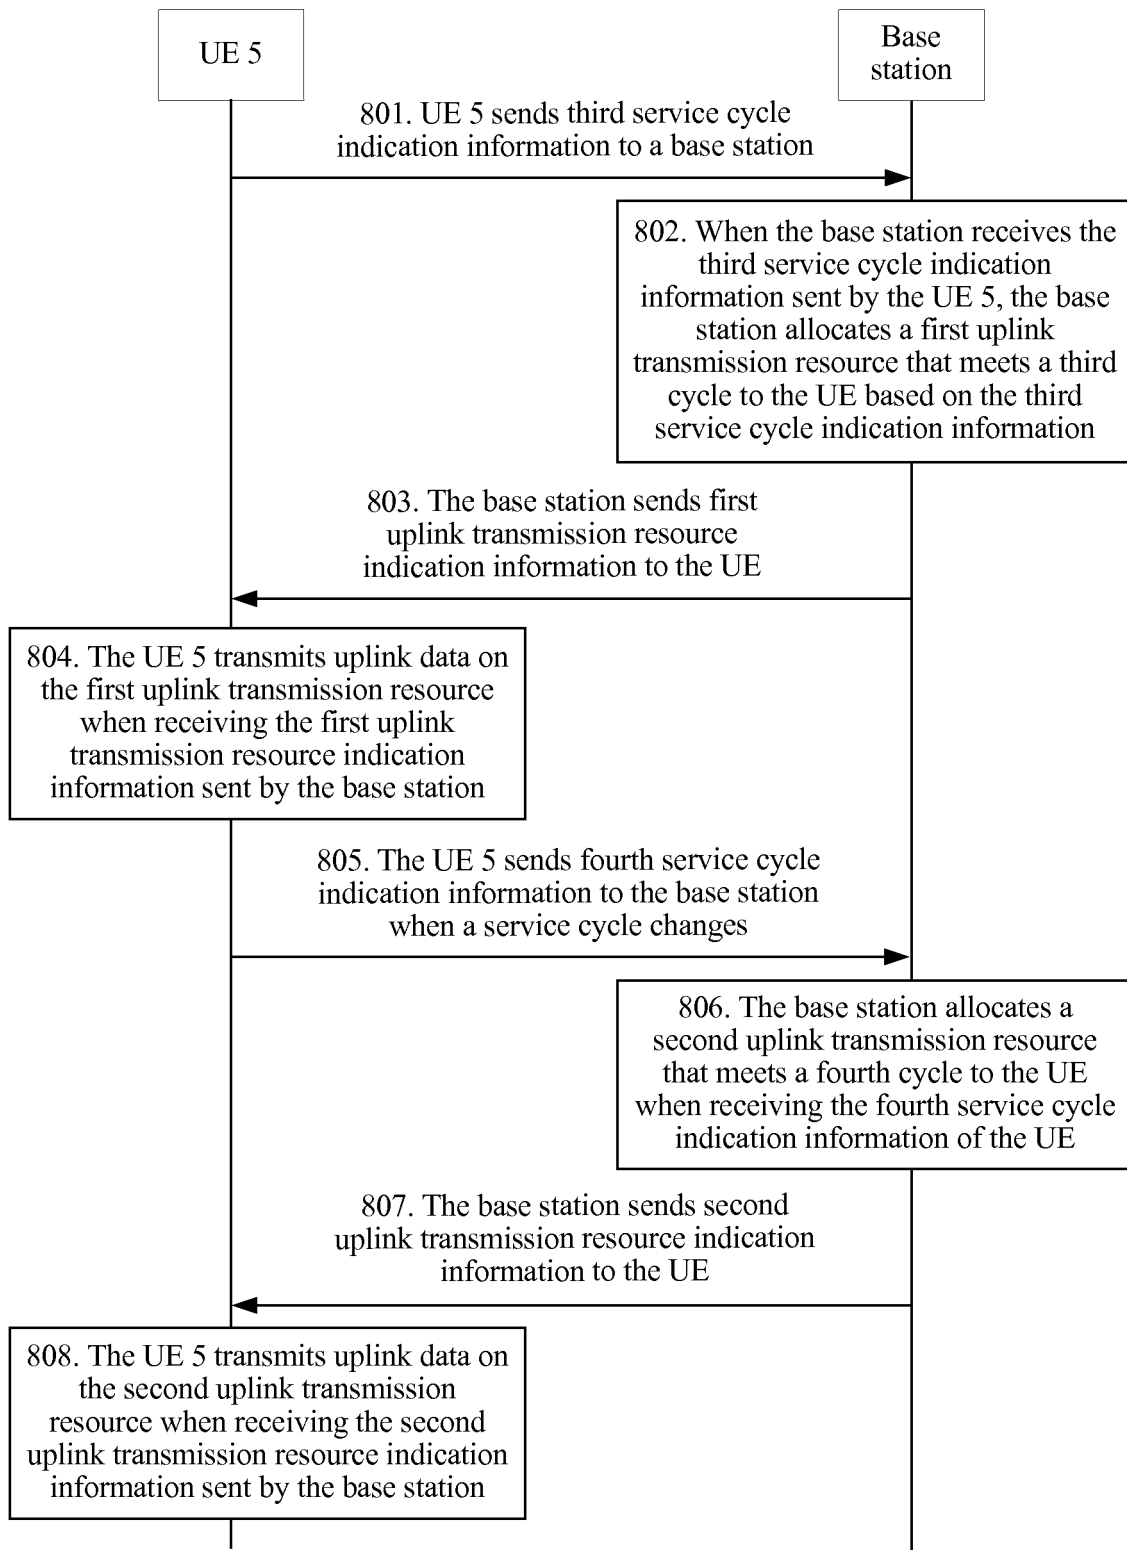 UE 5
Base
station
801. UE 5 sends third service cycle
indication information to a base station
802. When the base station receives the
third service cycle indication
information sent by the UE 5, the base
station allocates a first uplink
transmission resource that meets a third
cycle to the UE based on the third
service cycle indication information
803. The base station sends first
uplink transmission resource
indication information to the UE
804. The UE 5 transmits uplink data on
the first uplink transmission resource
when receiving the first uplink
transmission resource indication
information sent by the base station
805. The UE 5 sends fourth service cycle
indication information to the base station
when a service cycle changes
806. The base station allocates a
second uplink transmission resource
that meets a fourth cycle to the UE
when receiving the fourth service cycle
indication information of the UE
807. The base station sends second
uplink transmission resource indication
information to the UE
808. The UE 5 transmits uplink data on
the second uplink transmission
resource when receiving the second
uplink transmission resource indication
information sent by the base station